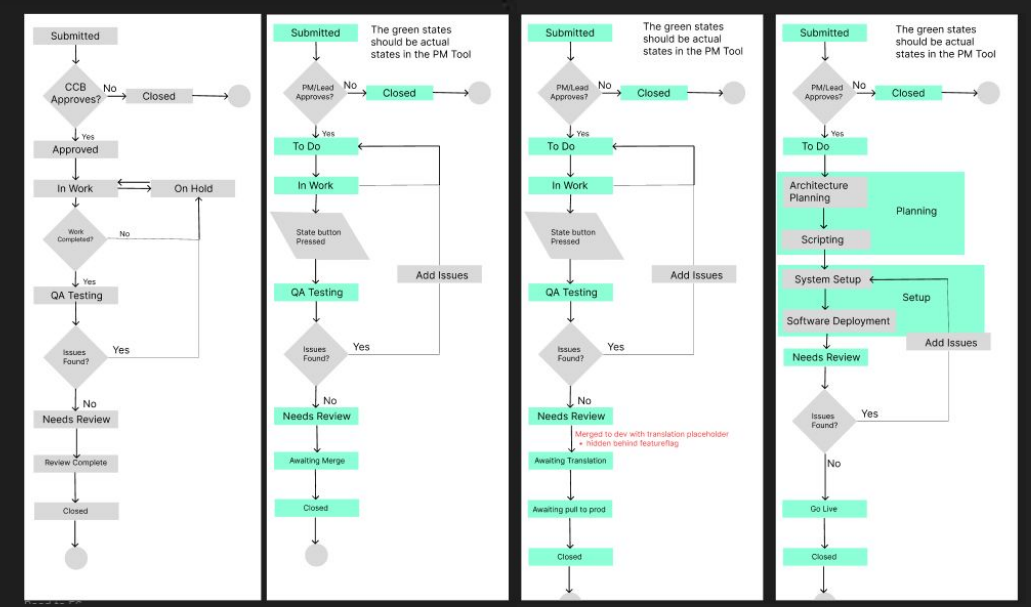 Submitted
CCB
Approves?
No
Closed
Yes
Approved
In Work
On Hold
Work
Completed?
No
Yes
QA Testing
Issues
Found?
Yes
No
Needs Review
Review Complete
Closed
Submitted
The green states
should be actual
states in the PM Tool
PM/Lead
Approves?
No
Closed
Yes
To Do
In Work
State button
Pressed
Add Issues
QA Testing
Issues
Found?
Yes
No
Needs Review
Awaiting Merge
Closed
Submitted
The green states
should be actual
states in the PM Tool
PM/Lead
Approves?
No
Closed
Yes
To Do
In Work
State button
Pressed
Add Issues
QA Testing
Issues
Found?
Yes
No
Needs Review
Merged to dev with translation placeholder
• hidden behind featureflag
Awaiting Translation
Awaiting pull to prod
Closed
Submitted
The green states
should be actual
states in the PM Tool
PM/Lead
Approves?
No
Closed
Yes
To Do
Architecture
Planning
Planning
Scripting
System Setup
Setup
Software Deployment
Add Issues
Needs Review
Issues
Found?
Yes
No
Go Live
Closed